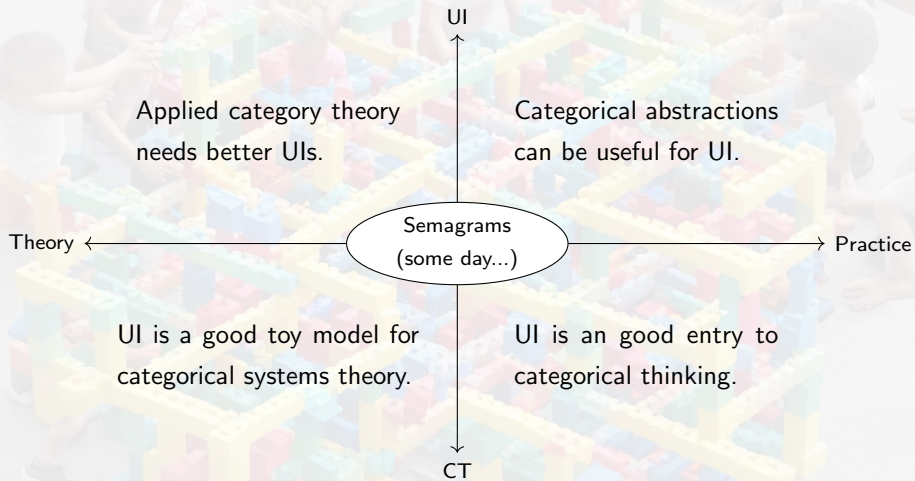 UI
Applied category theory
needs better UIs.
Categorical abstractions
can be useful for UI.
Theory
Semagrams
(some day...)
Practice
UI is a good toy model for
categorical systems theory.
UI is an good entry to
categorical thinking.
CT